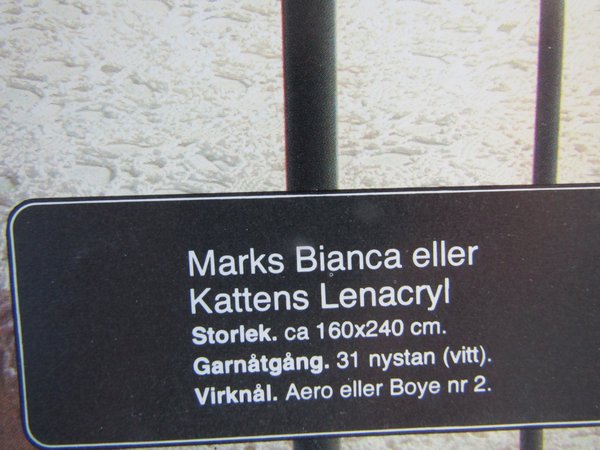 Marks Bianca eller
Kattens Lenacryl
Storlek. ca 160x240 cm.
Garnåtgång. 31 nystan (vitt).
Virknål. Aero eller Boye nr 2.